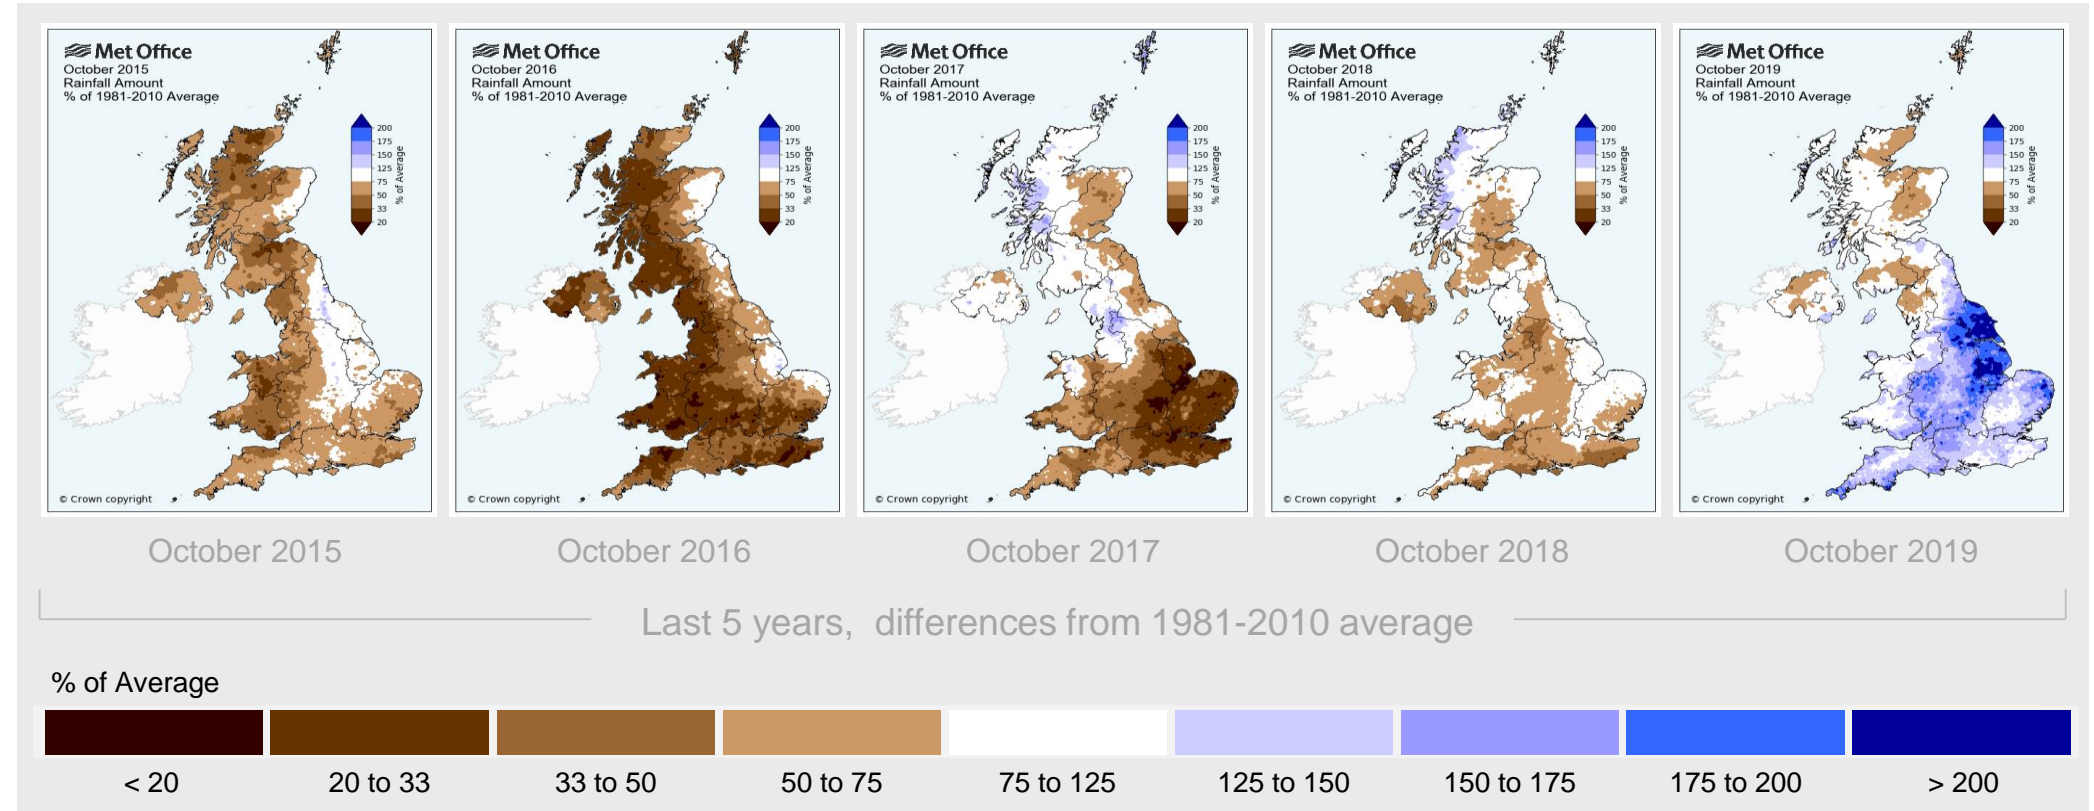 Met Office
October 2015
Rainfall Amount
% of 1981-2010 Average
200
175
150
125
75
50
33
20
% of Average
© Crown copyright
Met Office
October 2016
Rainfall Amount
% of 1981-2010 Average
200
175
150
125
75
50
33
20
% of Average
© Crown copyright
Met Office
October 2017
Rainfall Amount
% of 1981-2010 Average
200
175
150
125
75
50
33
20
% of Average
© Crown copyright
Met Office
October 2018
Rainfall Amount
% of 1981-2010 Average
200
175
150
125
75
50
33
20
% of Average
© Crown copyright
Met Office
October 2019
Rainfall Amount
% of 1981-2010 Average
200
175
150
125
75
50
33
20
% of Average
© Crown copyright
October 2015
October 2016
October 2017
October 2018
October 2019
Last 5 years, differences from 1981-2010 average
% of Average
< 20
20 to 33
33 to 50
50 to 75
75 to 125
125 to 150
150 to 175
175 to 200
> 200